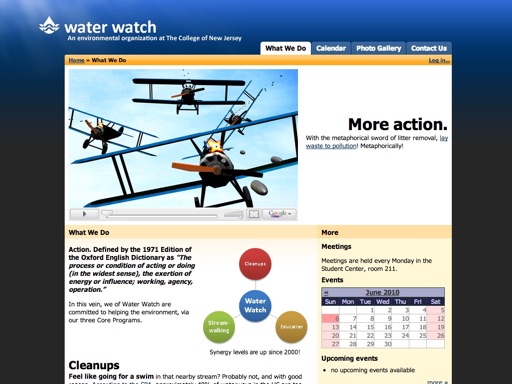 water watch
An environmental organization at The College of New Jersey
What We Do Calendar Photo Gallery Contact Us
Home » What We Do Log in...
More action.
With the metaphorical sword of litter removal, lay
waste to pollution! Metaphorically!
Google
What We Do
Action. Defined by the 1971 Edition of
the Oxford English Dictionary as "The
process or condition of acting or doing
(in the widest sense), the exertion of
energy or influence; working, agency,
operation."
In this vein, we of Water Watch are
committed to helping the environment, via
our three Core Programs.
Cleanups
Water
Watch
Stream-
walking
Education
Synergy levels are up since 2000!
Cleanups
Feel like going for a swim in that nearby stream? Probably not, and with good
More
Meetings
Meetings are held every Monday in the
Student Center, room 211.
Events
« June 2010
Sun Mon Tue Wed Thu Fri Sat
1 2 3 4 5
6 7 8 9 10 11 12
13 14 15 16 17 18 19
20 21 22 23 24 25 26
27 28 29 30
Upcoming events
no upcoming events available
more »